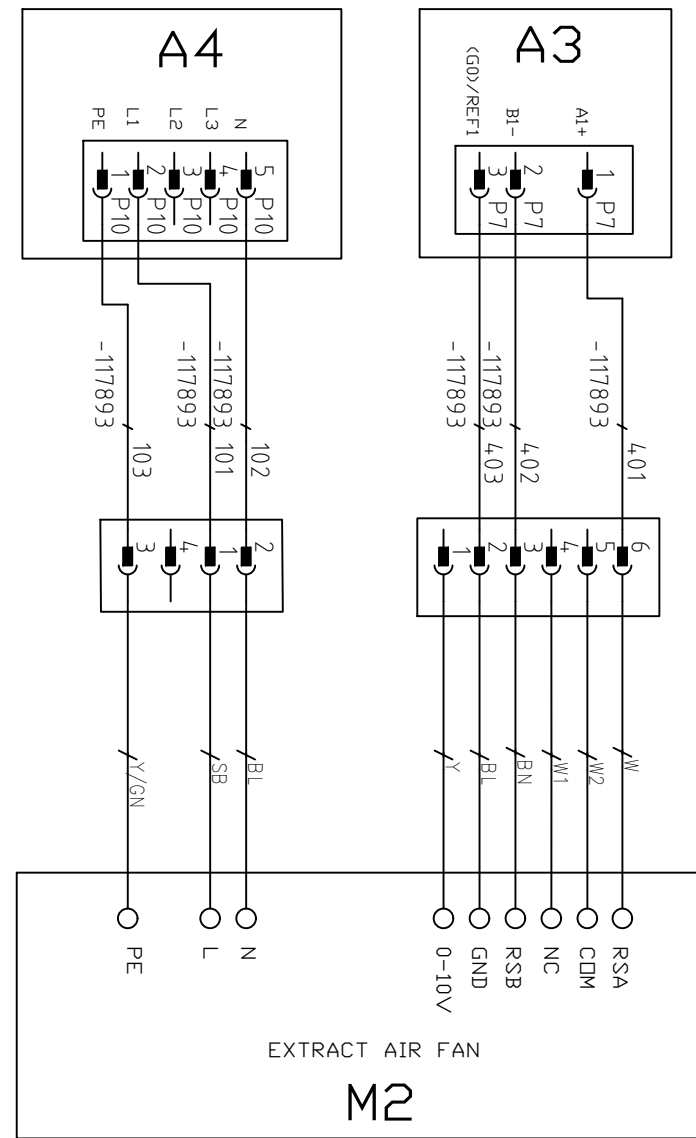 A4
A3
PE
L1
L2
L3
N
(G0)/REF1
B1-
A1+
1
2
3
4
5
3
2
1
P10
P10
P10
P10
P10
P7
P7
P7
-117893
-117893
-117893
-117893
-117893
-117893
103
101
102
403
402
401
3
4
1
2
1
2
3
4
5
6
Y/GN
SB
BL
Y
BL
BN
W1
W2
W
PE
L
N
0-10V
GND
RSB
NC
COM
RSA
EXTRACT AIR FAN
M2